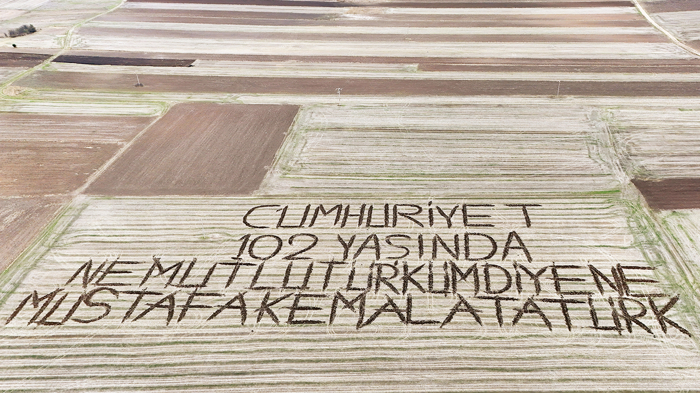 CUMHURİYET
102 YAŞINDA
NE MUTLU TÜRKÜM DİYENE
MUSTAFA KEMAL ATATÜRK